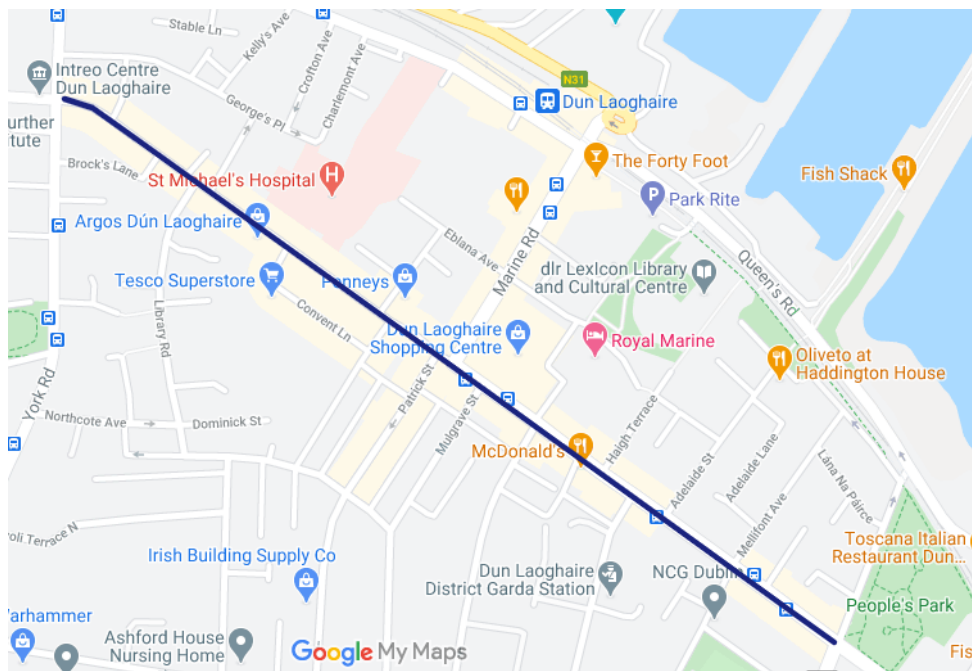 Stable Ln
Kelly's Ave
Crofton Ave
Charlemont Ave
N31
Intreo Centre
Dun Laoghaire
George's Pl
Dun Laoghaire
urther
itute
Brock's Lane
St Michael's Hospital
H
The Forty Foot
P
Park Rite
Fish Shack
Argos Dún Laoghaire
Eblana Ave
Marine Rd
Queen's Rd
Tesco Superstore
Penneys
dlr LexIcon Library
and Cultural Centre
Convent Ln
Library Rd
Dun Laoghaire
Shopping Centre
Royal Marine
Oliveto at
Haddington House
York Rd
Patrick St
Mulgrave St
Northcote Ave
Dominick St
McDonald's
Haigh Terrace
Adelaide St
Adelaide Lane
Lána Na Páirce
Mellifont Ave
oli Terrace N
Irish Building Supply Co
Dun Laoghaire
District Garda Station
NCG Dublin
Toscana Italian
Restaurant Dun...
People's Park
arhammer
Ashford House
Nursing Home
Google My Maps
Fis